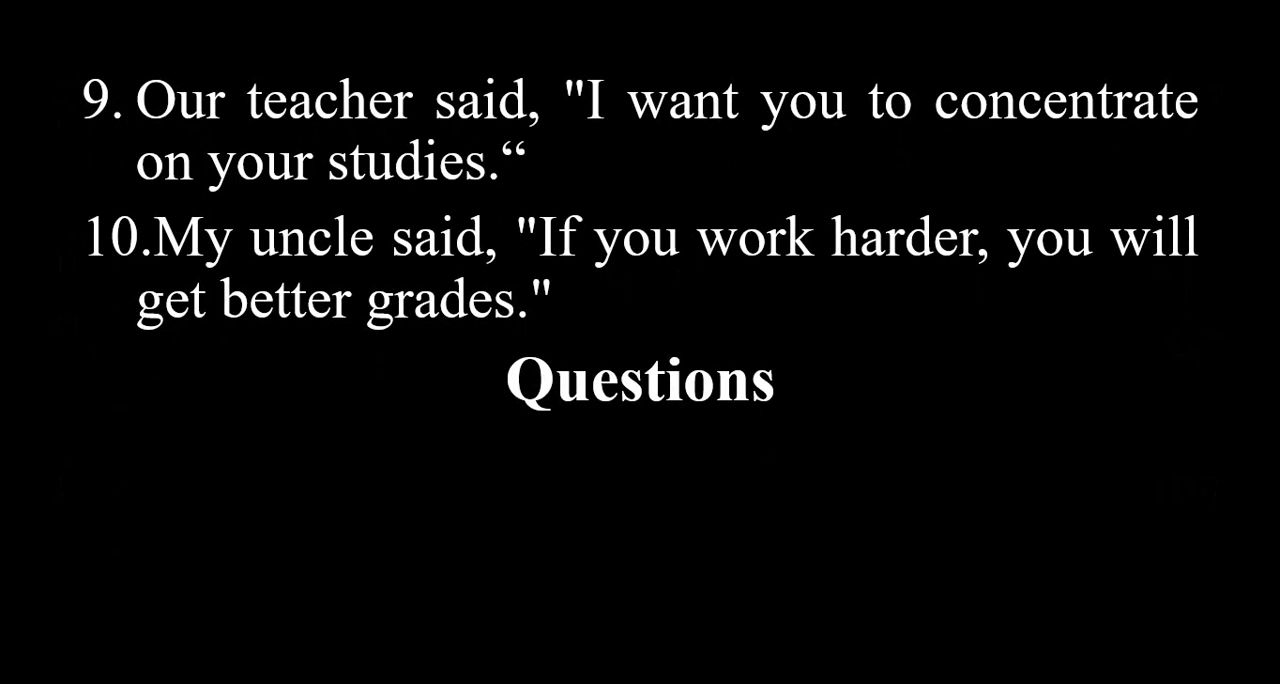 9. Our teacher said, "I want you to concentrate
on your studies.“
10.My uncle said, "If you work harder, you will
get better grades."
Questions